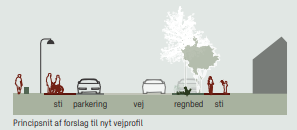 sti parkering vej regnbed sti
Principsnit af forslag til nyt vejprofil